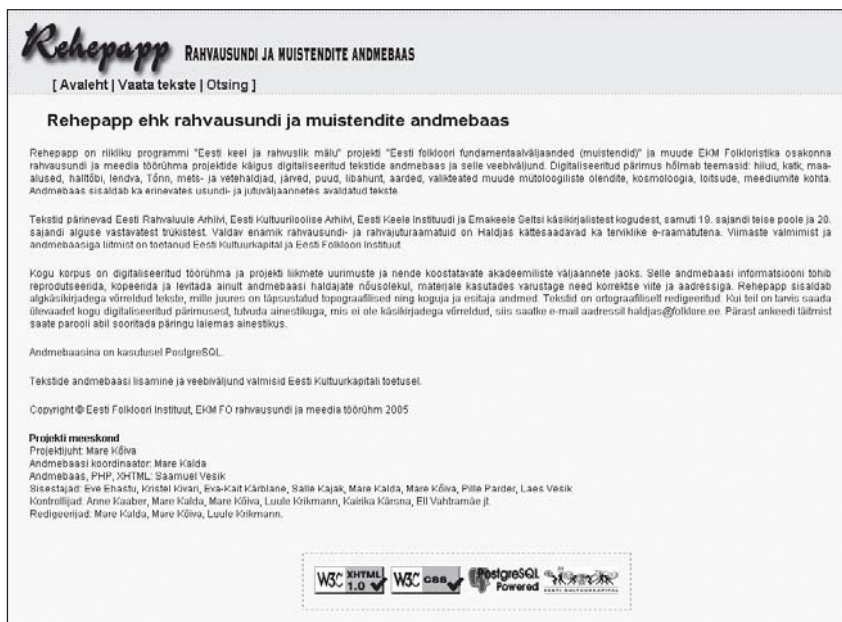 Rehepapp RAHVAUSUNDI JA MUISTENDITE ANDMEBAAS
[ Avaleht | Vaata tekste | Otsing ]
Rehepapp ehk rahvausundi ja muistendite andmebaas
Rehepapp on riikliku programmi "Eesti keel ja rahvuslik mälu" projekti "Eesti folkloori fundamentaalväljaanded (muistendid)" ja muude EKM Folkloristika osakonna
rahvausundi ja meedia töörühma projektide käigus digitaliseeritud tekstide andmebaas ja selle veebiväljund. Digitaliseeritud pärimus hõlmab teemasid: hiiud, katk, maa-
alused, halltõbi, lendva, Tõnn, mets- ja vetehaldjad, järved, puud, libahunt, aarded, valikteated muude mütoloogiliste olendite, kosmoloogia, loitsude, meediumite kohta.
Andmebaas sisaldab ka erinevates usundi- ja jutuväljaannetes avaldatud tekste.
Tekstid pärinevad Eesti Rahvaluule Arhiivi, Eesti Kultuuriloolise Arhiivi, Eesti Keele Instituudi ja Emakeele Seltsi käsikirjalistest kogudest, samuti 19. sajandi teise poole ja 20.
sajandi alguse vastavatest trükistest. Valdav enamik rahvausundi- ja rahvajuturaamatuid on Haldjas kättesaadavad ka terviklike e-raamatutena. Viimaste valmimist ja
andmebaasiga liitmist on toetanud Eesti Kultuurkapital ja Eesti Folkloori Instituut.
Kogu korpus on digitaliseeritud töörühma ja projekti liikmete uurimuste ja nende koostatavate akadeemiliste väljaannete jaoks. Selle andmebaasi informatsiooni tohib
reprodutseerida, kopeerida ja levitada ainult andmebaasi haldajate nõusolekul, materjale kasutades varustage need korrektse viite ja aadressiga. Rehepapp sisaldab
algkäsikirjadega võrreldud tekste, mille juures on täpsustatud topograafilised ning koguja ja esitaja andmed. Tekstid on ortograafiliselt redigeeritud. Kui teil on tarvis saada
ülevaadet kogu digitaliseeritud pärimusest, tutvuda ainestikuga, mis ei ole käsikirjadega võrreldud, siis saatke e-mail aadressil haldjas@folklore.ee. Pärast ankeedi täitmist
saate parooli abil sooritada päringu laiemas ainestikus.
Andmebaasina on kasutusel PostgreSQL.
Tekstide andmebaasi lisamine ja veebiväljund valmisid Eesti Kultuurkapitali toetusel.
Copyright © Eesti Folkloori Instituut, EKM FO rahvausundi ja meedia töörühm 2005
Projekti meeskond
Projektijuht: Mare Kõiva
Andmebaasi koordinaator: Mare Kalda
Andmebaas, PHP, XHTML: Saamuel Vesik
Sisestajad: Eve Ehastu, Kristel Kivari, Eva-Kait Kärblane, Salle Kajak, Mare Kalda, Mare Kõiva, Pille Parder, Laes Vesik
Kontrollijad: Anne Kaaber, Mare Kalda, Mare Kõiva, Luule Krikmann, Kairika Kärsna, Ell Vahtramäe jt.
Redigeerijad: Mare Kalda, Mare Kõiva, Luule Krikmann.
W3C XHTML 1.0 W3C CSS PostgreSQL Powered EESTI KULTUURKAPITAL